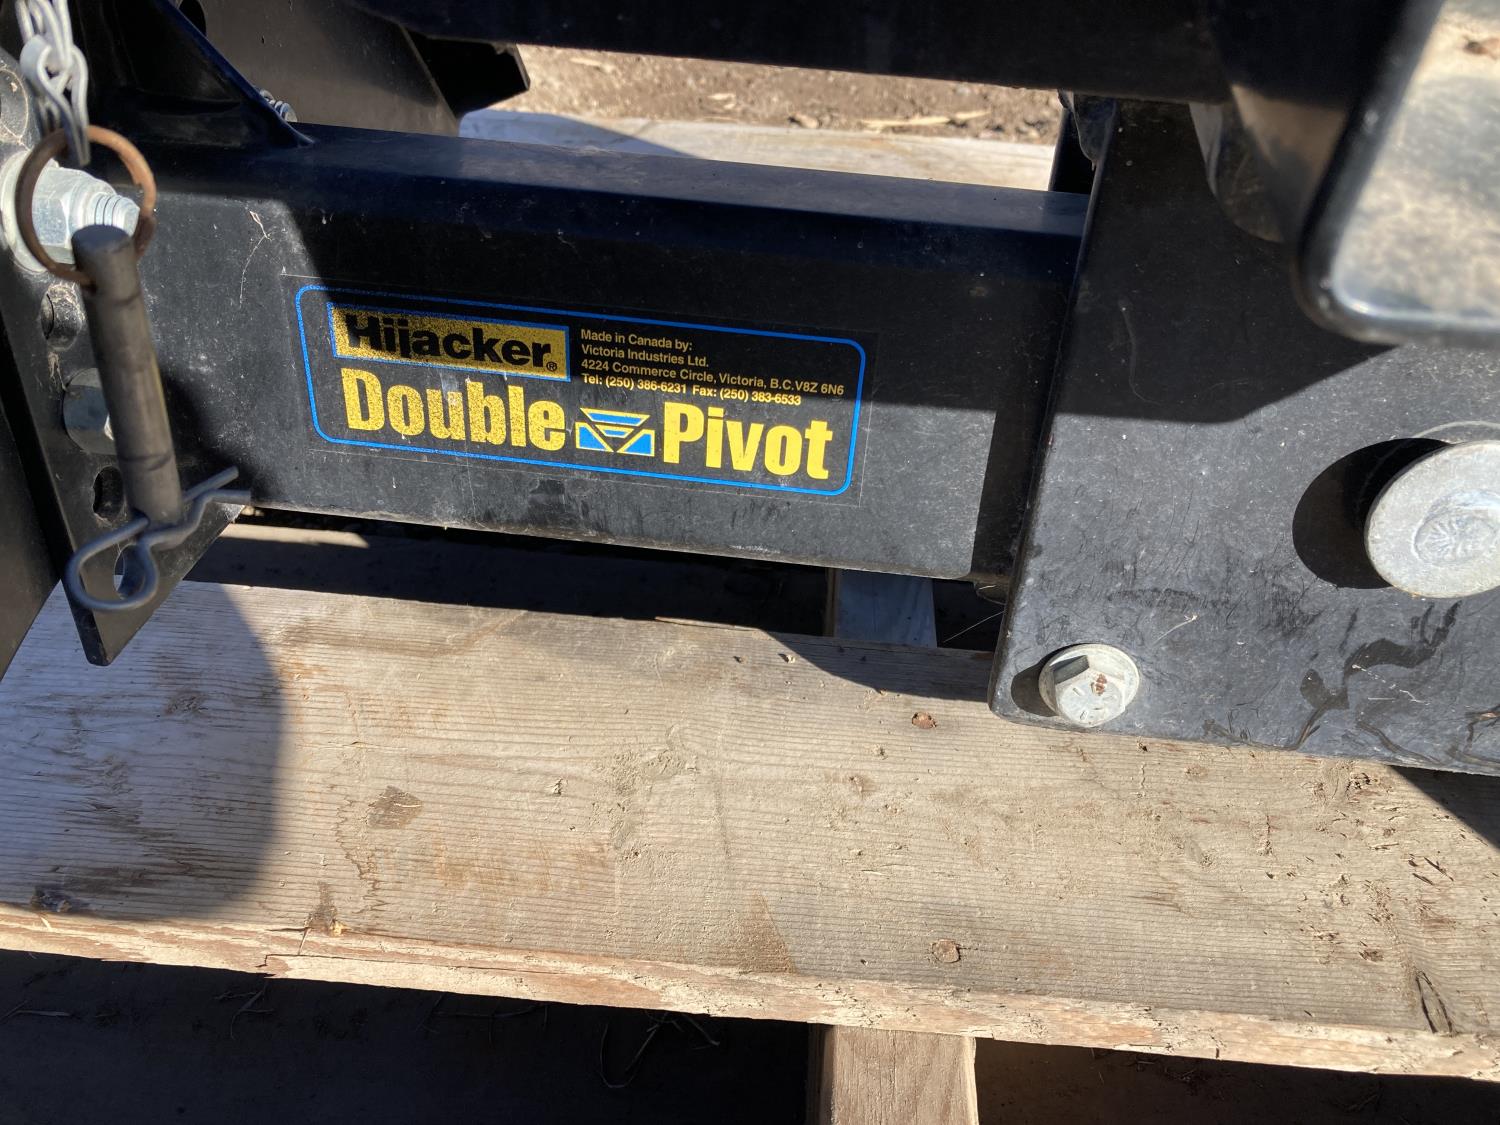 Hijacker®
Made in Canada by:
Victoria Industries Ltd.
4224 Commerce Circle, Victoria, B.C.V8Z 6N6
Tel: (250) 386-6231 Fax: (250) 383-6533
Double Pivot